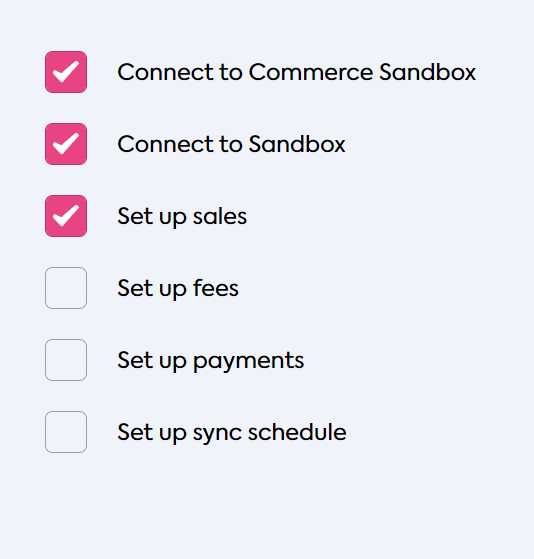 Connect to Commerce Sandbox
Connect to Sandbox
Set up sales
Set up fees
Set up payments
Set up sync schedule